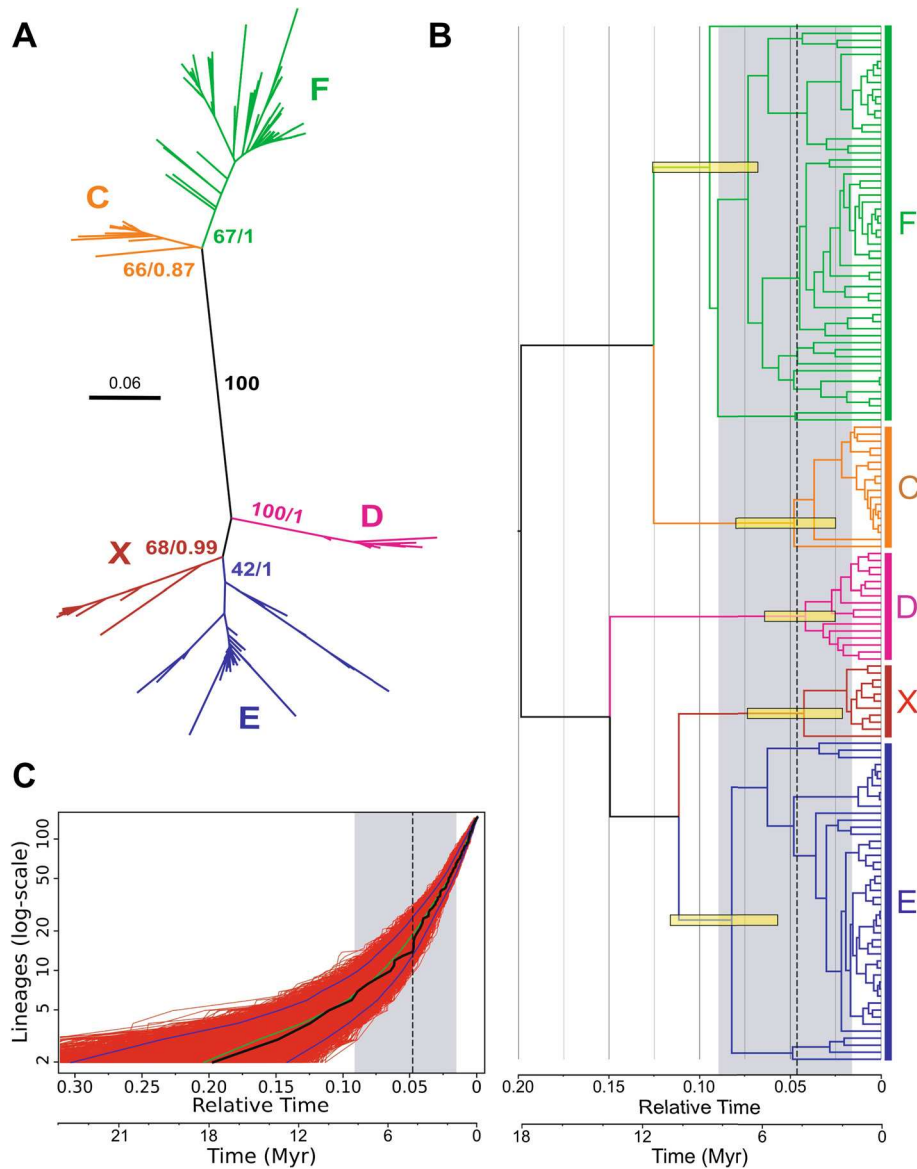 A
F
C
67/1
66/0.87
0.06
100
100/1
D
X
68/0.99
42/1
E
B
F
C
D
X
E
0.20 0.15 0.10 0.05 0
Relative Time
18 12 6 0
Time (Myr)
C
Lineages (log-scale)
100
50
20
10
5
2
0.30 0.25 0.20 0.15 0.10 0.05 0
Relative Time
21 18 12 6 0
Time (Myr)